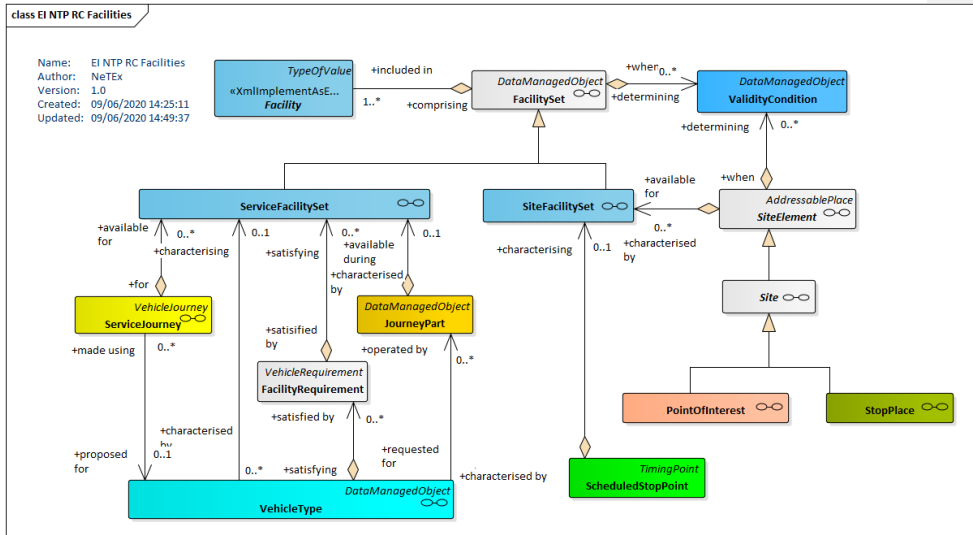 class EI NTP RC Facilities
Name: EI NTP RC Facilities
Author: NeTEx
Version: 1.0
Created: 09/06/2020 14:25:11
Updated: 09/06/2020 14:49:37
TypeOfValue
«XmlImplementAsE...
Facility
+included in
1..*
+comprising
DataManagedObject
FacilitySet
+when
0..*
+determining
DataManagedObject
ValidityCondition
+determining
0..*
+when
ServiceFacilitySet
SiteFacilitySet
+available
for
0..*
+characterised
by
AddressablePlace
SiteElement
+available
for
0..*
+characterising
0..1
+satisfying
0..*
+available
during
+characterised
by
0..1
+characterising
0..1
+for
VehicleJourney
ServiceJourney
DataManagedObject
JourneyPart
Site
+made using
0..*
+satisified
by
+operated by
0..*
VehicleRequirement
FacilityRequirement
PointOfInterest
StopPlace
+satisfied by
0..*
+characterised
by
+proposed
for
0..1
0..*
+satisfying
+requested
for
+characterised by
TimingPoint
ScheduledStopPoint
DataManagedObject
VehicleType